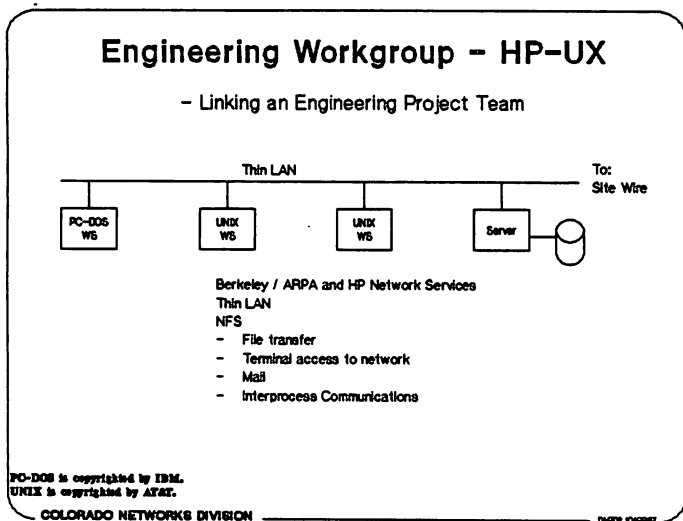 Engineering Workgroup - HP-UX
- Linking an Engineering Project Team
Thin LAN
To:
Site Wire
PC-DOS
WS
UNIX
WS
UNIX
WS
Server
Berkeley / ARPA and HP Network Services
Thin LAN
NFS
- File transfer
- Terminal access to network
- Mail
- Interprocess Communications
PC-DOS is copyrighted by IBM.
UNIX is copyrighted by AT&T.
COLORADO NETWORKS DIVISION